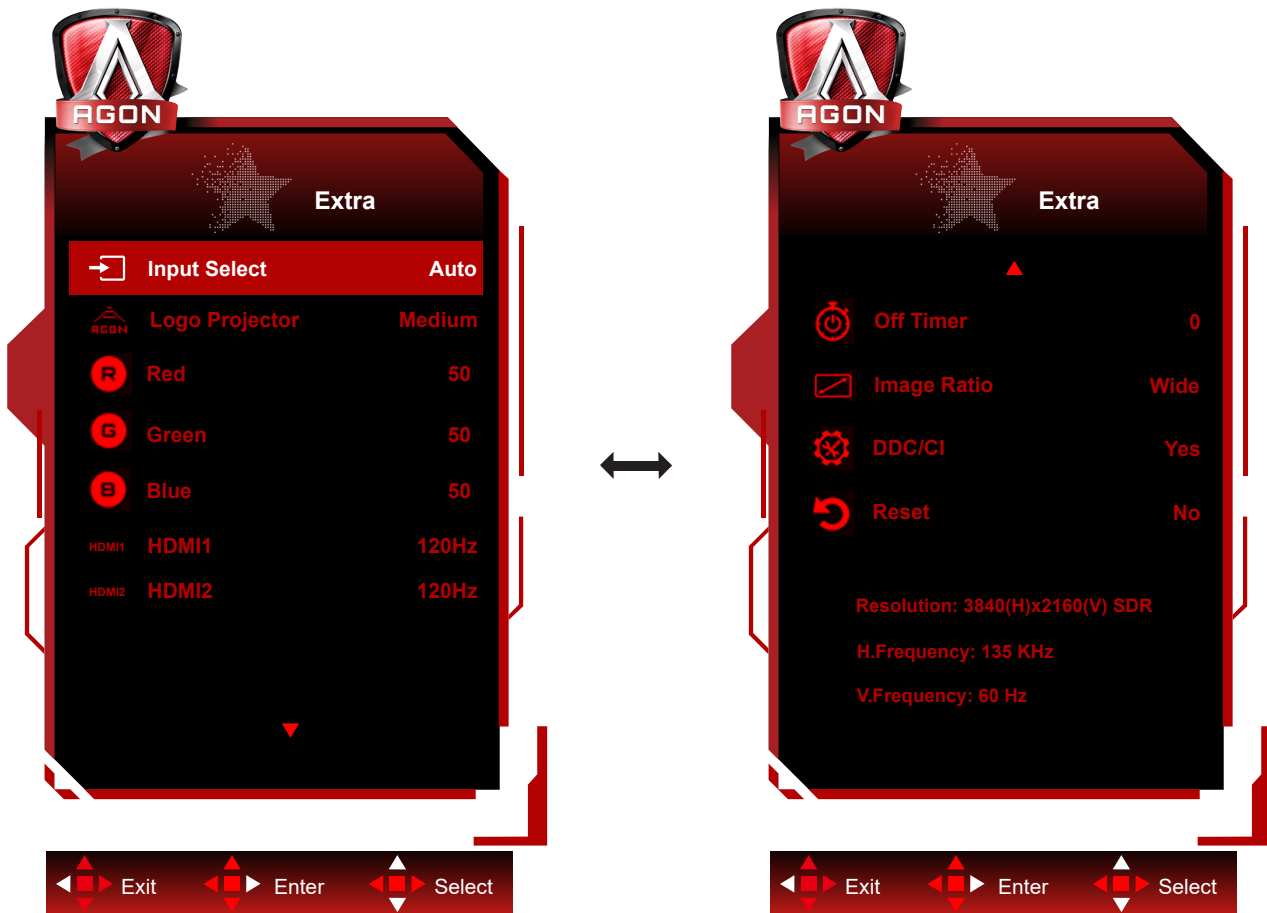 AGON
Extra
Input Select Auto
AGON Logo Projector Medium
R Red 50
G Green 50
B Blue 50
HDMI1 HDMI1 120Hz
HDMI2 HDMI2 120Hz
Exit Enter Select
AGON
Extra
Off Timer 0
Image Ratio Wide
DDC/CI Yes
Reset No
Resolution: 3840(H)x2160(V) SDR
H.Frequency: 135 KHz
V.Frequency: 60 Hz
Exit Enter Select